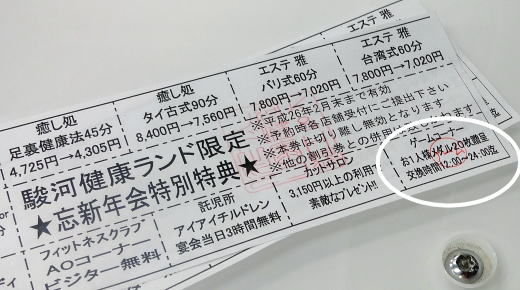 癒し処
足裏健康法45分
4,725円→4,305円
癒し処
タイ古式90分
8,400円→7,560円
エステ 雅
バリ式60分
7,800円→7,020円
エステ 雅
台湾式60分
7,800円→7,020円
駿河健康ランド限定
★忘新年会特別特典★
※平成26年2月末まで有効
※予約時各店舗受付にご提出下さい
※本券は切り離し無効となります
※他の割引券との併用は
フィットネスクラブ
AOコーナー
ビジター無料
託児所
アイアイチルドレン
宴会当日3時間無料
カットサロン
3,150円以上の利用で
素敵なプレゼント!!
ゲームコーナー
お1人様メダル20枚贈呈
交換時間12:00~24:00迄